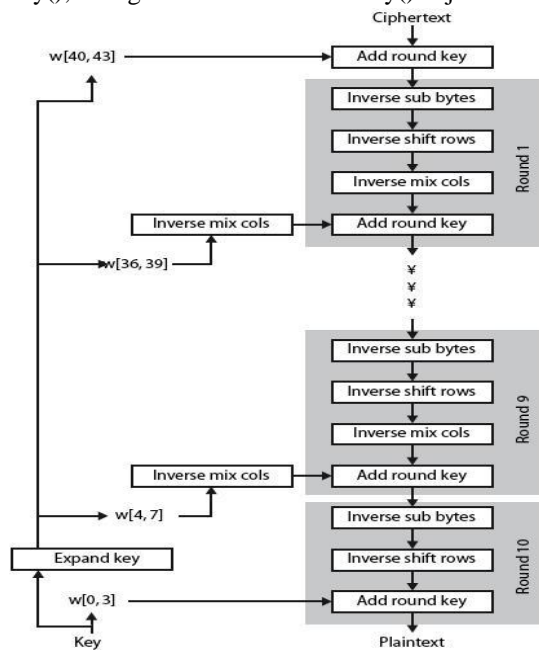 Ciphertext
w[40, 43]
Add round key
Inverse sub bytes
Inverse shift rows
Round 1
Inverse mix cols
Inverse mix cols
Add round key
w[36, 39]
¥
¥
¥
Inverse sub bytes
Inverse shift rows
Round 9
Inverse mix cols
Inverse mix cols
Add round key
w[4, 7]
Inverse sub bytes
Expand key
Inverse shift rows
Round 10
w[0, 3]
Add round key
Key
Plaintext